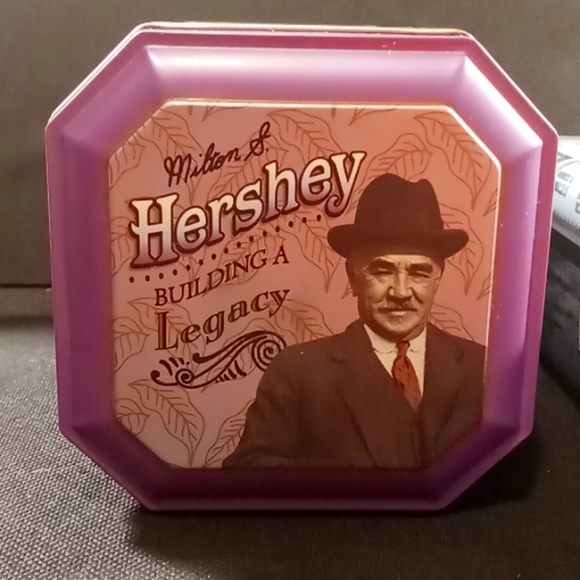 Milton S.
Hershey
BUILDING A
Legacy